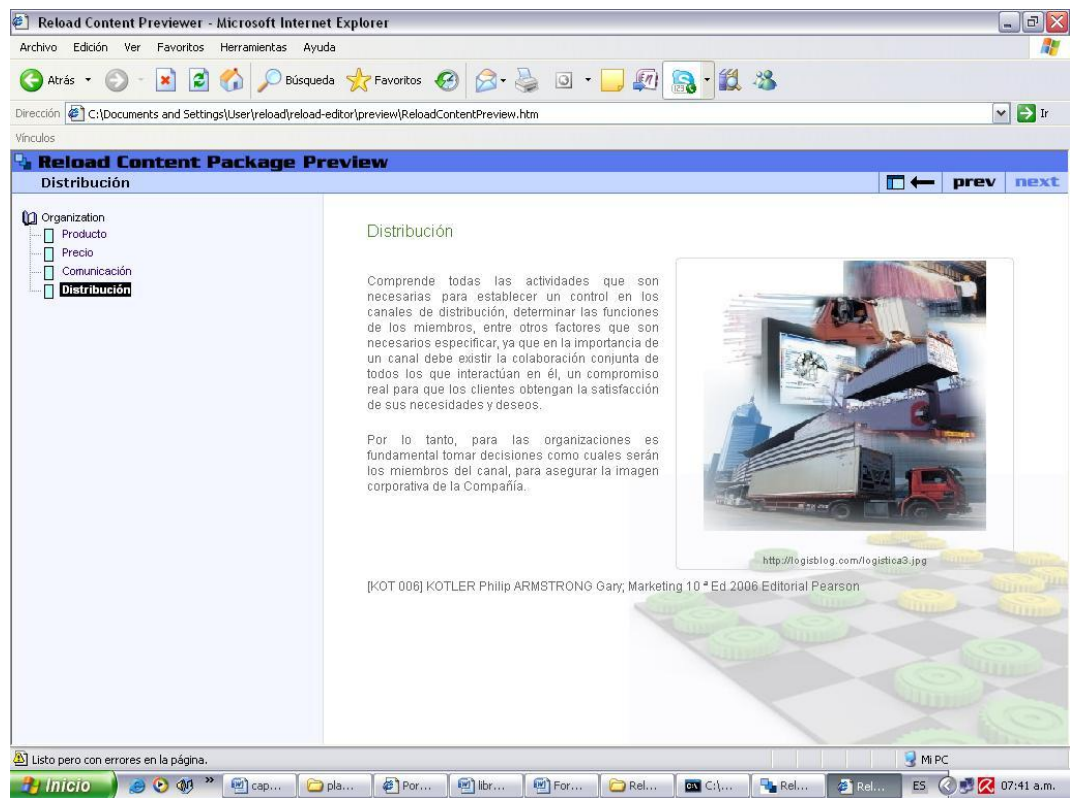 Reload Content Previewer - Microsoft Internet Explorer
Archivo Edición Ver Favoritos Herramientas Ayuda
Atrás Búsqueda Favoritos
Dirección C:\Documents and Settings\User\reload\reload-editor\preview\ReloadContentPreview.htm Ir
Vínculos
Reload Content Package Preview
Distribución prev next
Organization
Producto
Precio
Comunicación
Distribución
Distribución
Comprende todas las actividades que son
necesarias para establecer un control en los
canales de distribución, determinar las funciones
de los miembros, entre otros factores que son
necesarios especificar, ya que en la importancia de
un canal debe existir la colaboración conjunta de
todos los que interactúan en él, un compromiso
real para que los clientes obtengan la satisfacción
de sus necesidades y deseos.
Por lo tanto, para las organizaciones es
fundamental tomar decisiones como cuales serán
los miembros del canal, para asegurar la imagen
corporativa de la Compañía.
http://logisblog.com/logistica3.jpg
[KOT 006] KOTLER Philip ARMSTRONG Gary; Marketing 10 ª Ed 2006 Editorial Pearson
Listo pero con errores en la página. Mi PC
Inicio » cap... pla... Por... libr... For... Rel... C:\... Rel... Rel... ES 07:41 a.m.